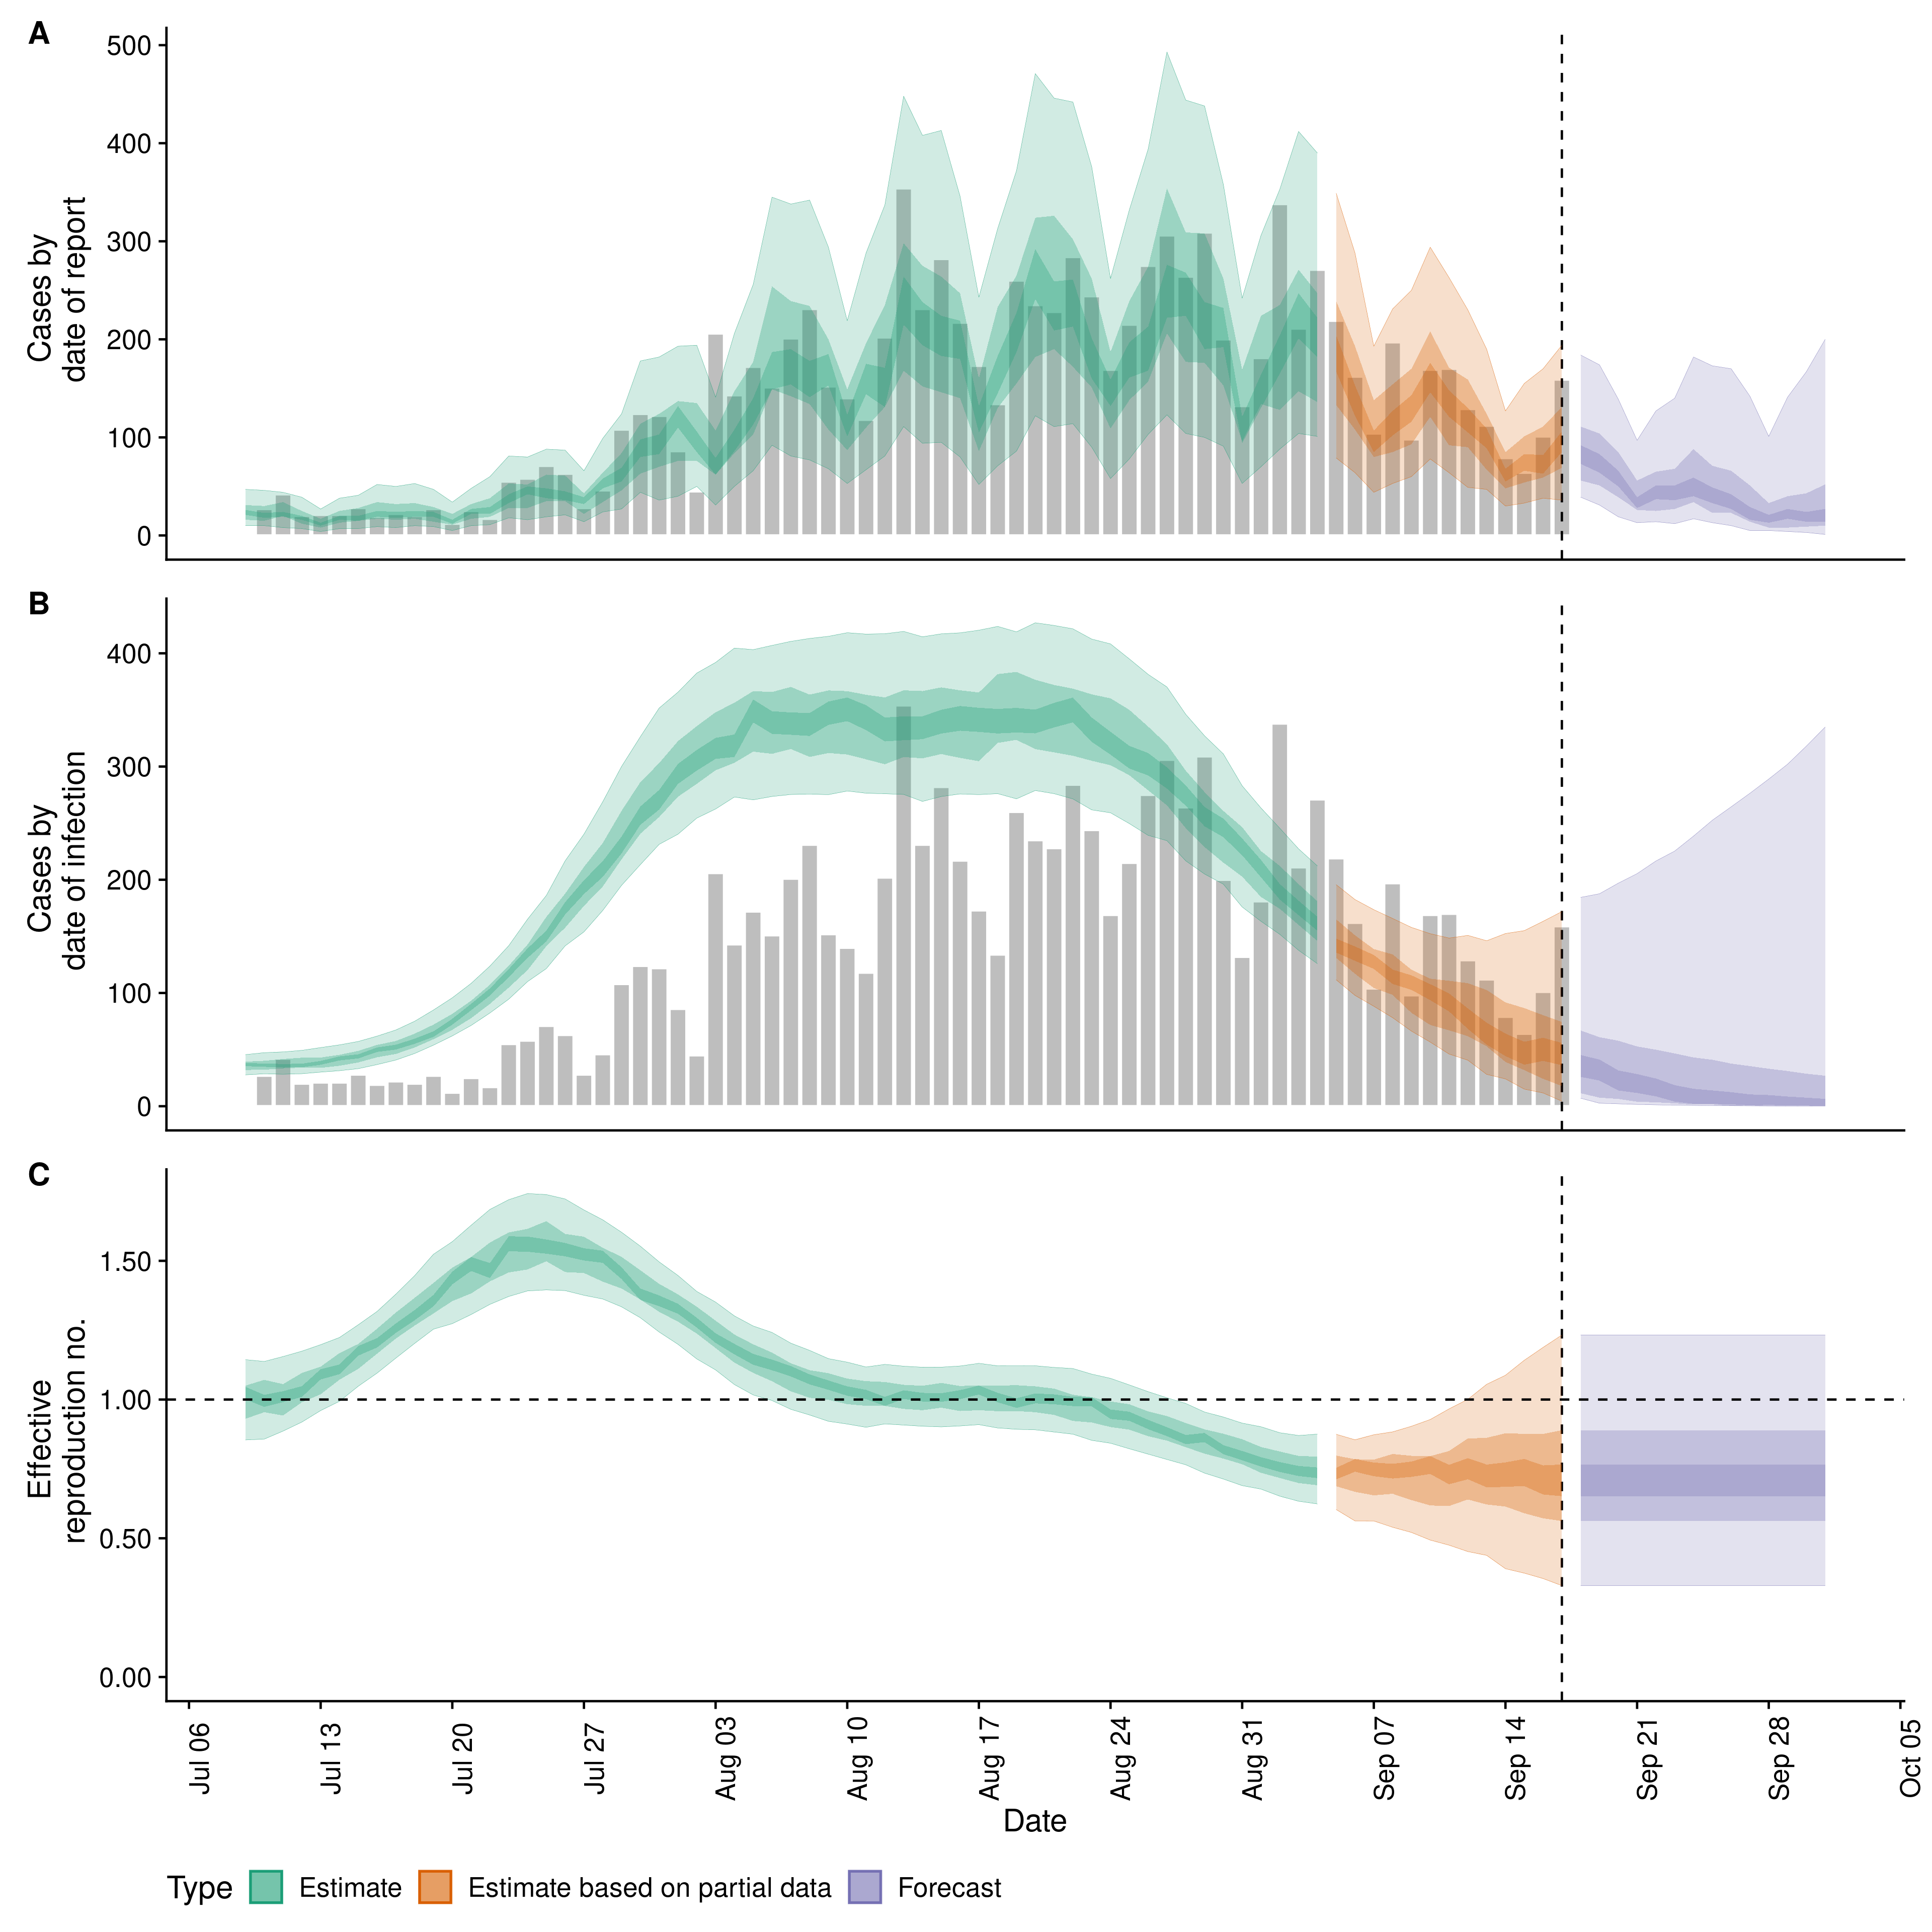 A
500
400
300
200
100
0
Cases by
date of report
B
400
300
200
100
0
Cases by
date of infection
C
1.50
1.00
0.50
0.00
Effective
reproduction no.
Jul 06
Jul 13
Jul 20
Jul 27
Aug 03
Aug 10
Aug 17
Aug 24
Aug 31
Sep 07
Sep 14
Sep 21
Sep 28
Oct 05
Date
Type Estimate Estimate based on partial data Forecast